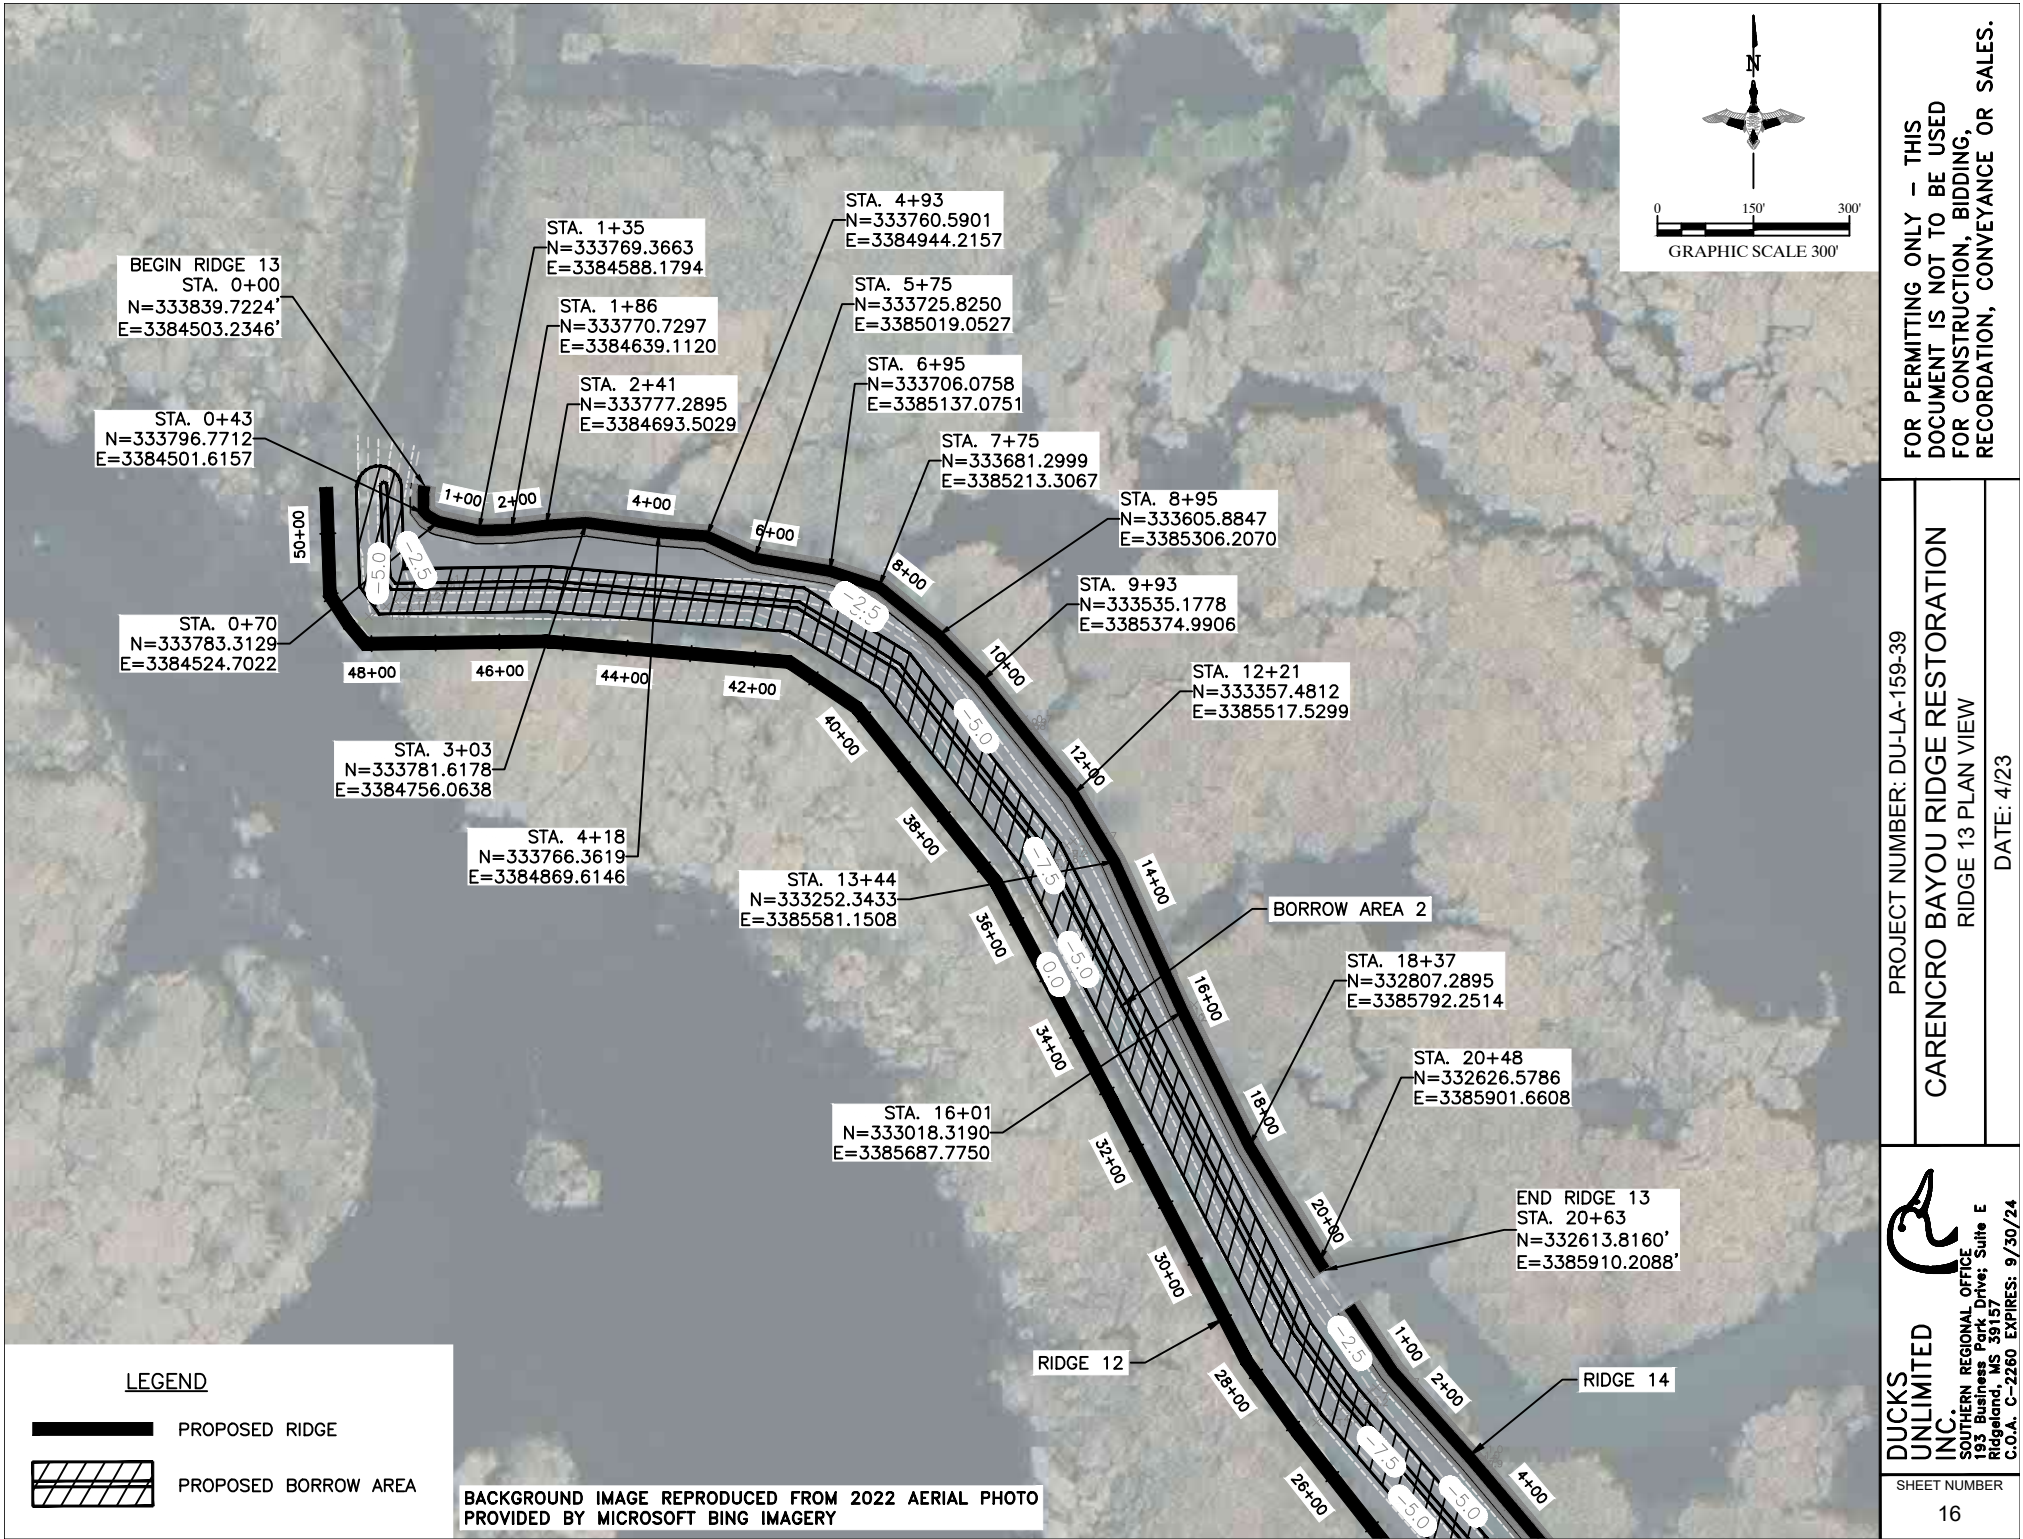 N
0 150' 300'
GRAPHIC SCALE 300'
BEGIN RIDGE 13
STA. 0+00
N=333839.7224'
E=3384503.2346'
STA. 0+43
N=333796.7712
E=3384501.6157
STA. 0+70
N=333783.3129
E=3384524.7022
STA. 1+35
N=333769.3663
E=3384588.1794
STA. 1+86
N=333770.7297
E=3384639.1120
STA. 2+41
N=333777.2895
E=3384693.5029
STA. 3+03
N=333781.6178
E=3384756.0638
STA. 4+18
N=333766.3619
E=3384869.6146
STA. 4+93
N=333760.5901
E=3384944.2157
STA. 5+75
N=333725.8250
E=3385019.0527
STA. 6+95
N=333706.0758
E=3385137.0751
STA. 7+75
N=333681.2999
E=3385213.3067
STA. 8+95
N=333605.8847
E=3385306.2070
STA. 9+93
N=333535.1778
E=3385374.9906
STA. 12+21
N=333357.4812
E=3385517.5299
STA. 13+44
N=333252.3433
E=3385581.1508
BORROW AREA 2
STA. 16+01
N=333018.3190
E=3385687.7750
STA. 18+37
N=332807.2895
E=3385792.2514
STA. 20+48
N=332626.5786
E=3385901.6608
END RIDGE 13
STA. 20+63
N=332613.8160'
E=3385910.2088'
RIDGE 12
RIDGE 14
1+00
2+00
4+00
6+00
8+00
10+00
12+00
14+00
16+00
18+00
20+00
1+00
2+00
4+00
50+00
48+00
46+00
44+00
42+00
40+00
38+00
36+00
34+00
32+00
30+00
28+00
26+00
-5.0
-2.5
-2.5
-5.0
-7.5
-5.0
0.0
-2.5
-7.5
-5.0
-5.0
LEGEND
PROPOSED RIDGE
PROPOSED BORROW AREA
BACKGROUND IMAGE REPRODUCED FROM 2022 AERIAL PHOTO
PROVIDED BY MICROSOFT BING IMAGERY
FOR PERMITTING ONLY - THIS
DOCUMENT IS NOT TO BE USED
FOR CONSTRUCTION, BIDDING,
RECORDATION, CONVEYANCE OR SALES.
PROJECT NUMBER: DU-LA-159-39
CARENCRO BAYOU RIDGE RESTORATION
RIDGE 13 PLAN VIEW
DATE: 4/23
DUCKS
UNLIMITED
INC.
SOUTHERN REGIONAL OFFICE
193 Business Park Drive; Suite E
Ridgeland, MS 39157
C.O.A. C-2260 EXPIRES: 9/30/24
SHEET NUMBER
16